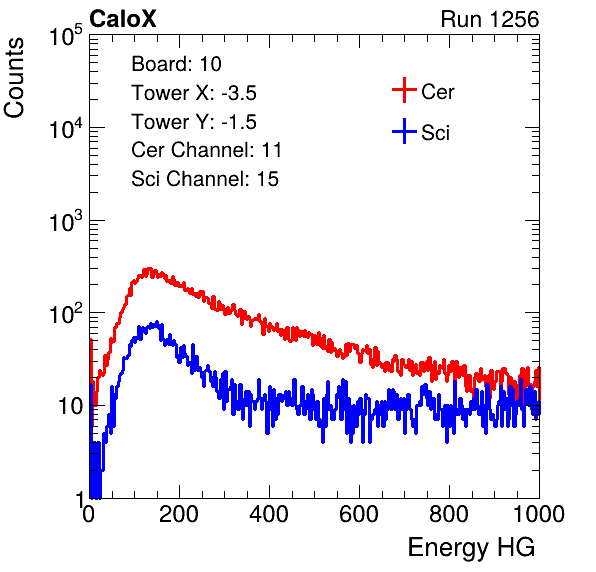 CaloX Run 1256
Counts
10^5
10^4
10^3
10^2
10
1
Board: 10
Tower X: -3.5
Tower Y: -1.5
Cer Channel: 11
Sci Channel: 15
Cer
Sci
0 200 400 600 800 1000
Energy HG